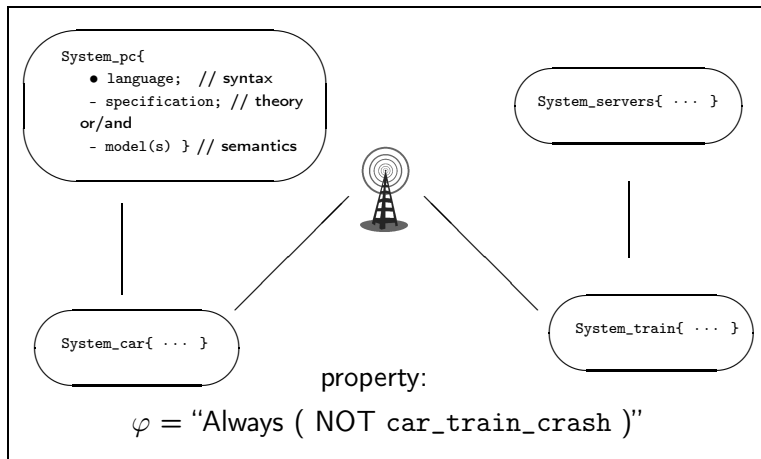 System_pc{
● language; // syntax
- specification; // theory
or/and
- model(s) } // semantics
System_servers{ ··· }
System_car{ ··· }
System_train{ ··· }
property:
φ = “Always ( NOT car_train_crash )”